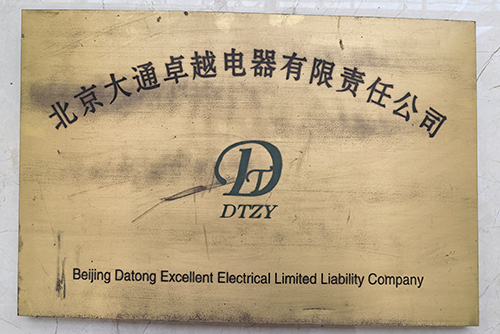 北京大通卓越电器有限责任公司
DT
DTZY
Beijing Datong Excellent Electrical Limited Liability Company